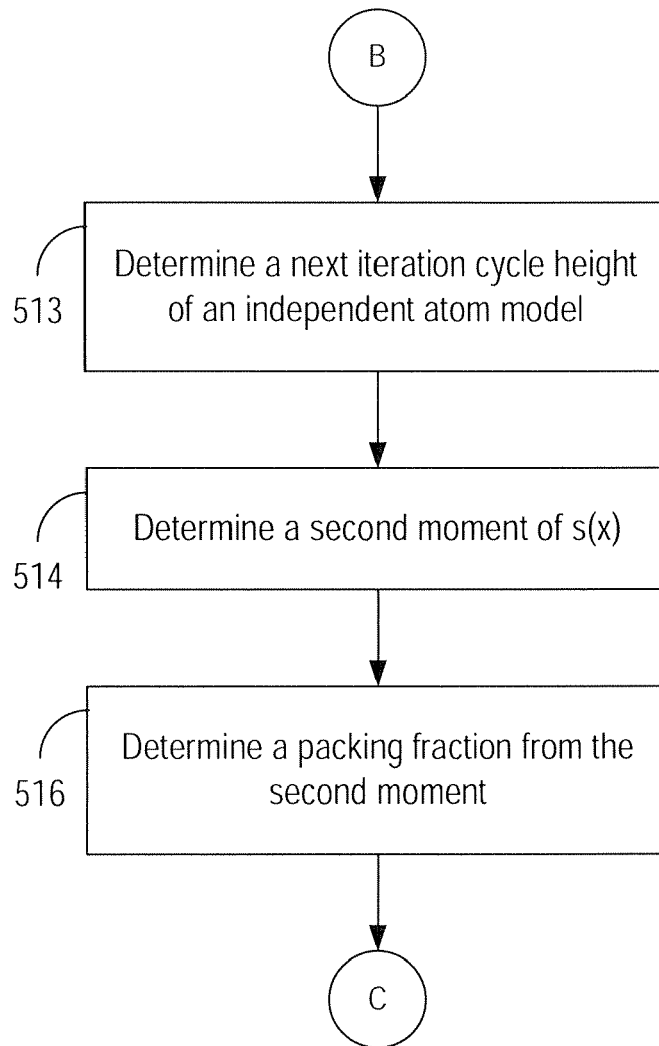 B
Determine a next iteration cycle height
of an independent atom model
513
Determine a second moment of s(x)
514
Determine a packing fraction from the
second moment
516
C